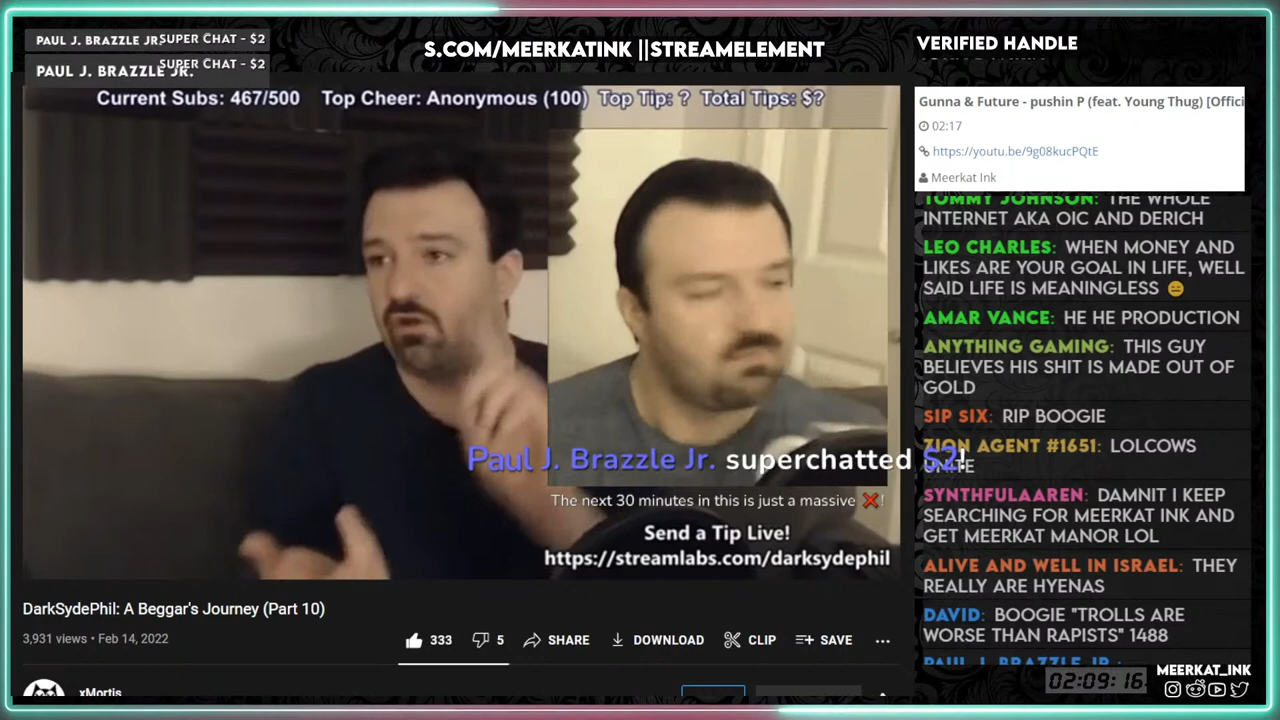 PAUL J. BRAZZLE JR. SUPER CHAT - $2
PAUL J. BRAZZLE JR. SUPER CHAT - $2
S.COM/MEERKATINK ||STREAMELEMENT
VERIFIED HANDLE
Current Subs: 467/500 Top Cheer: Anonymous (100) Top Tip: ? Total Tips: $?
Gunna & Future - pushin P (feat. Young Thug) [Offici
02:17
https://youtu.be/9g08kucPQtE
Meerkat Ink
TOMMY JOHNSON: THE WHOLE
INTERNET AKA OIC AND DERICH
LEO CHARLES: WHEN MONEY AND
LIKES ARE YOUR GOAL IN LIFE, WELL
SAID LIFE IS MEANINGLESS 😑
AMAR VANCE: HE HE PRODUCTION
ANYTHING GAMING: THIS GUY
BELIEVES HIS SHIT IS MADE OUT OF
GOLD
SIP SIX: RIP BOOGIE
ZION AGENT #1651: LOLCOWS
UNITE
Paul J. Brazzle Jr. superchatted $2!
SYNTHFULAAREN: DAMNIT I KEEP
SEARCHING FOR MEERKAT INK AND
GET MEERKAT MANOR LOL
ALIVE AND WELL IN ISRAEL: THEY
REALLY ARE HYENAS
DAVID: BOOGIE "TROLLS ARE
WORSE THAN RAPISTS" 1488
PAUL J. BRAZZLE JR.:
The next 30 minutes in this is just a massive ❌!
Send a Tip Live!
https://streamlabs.com/darksydephil
DarkSydePhil: A Beggar's Journey (Part 10)
3,931 views • Feb 14, 2022
333 5 SHARE DOWNLOAD CLIP SAVE ...
xMortis
02:09:16
MEERKAT_INK